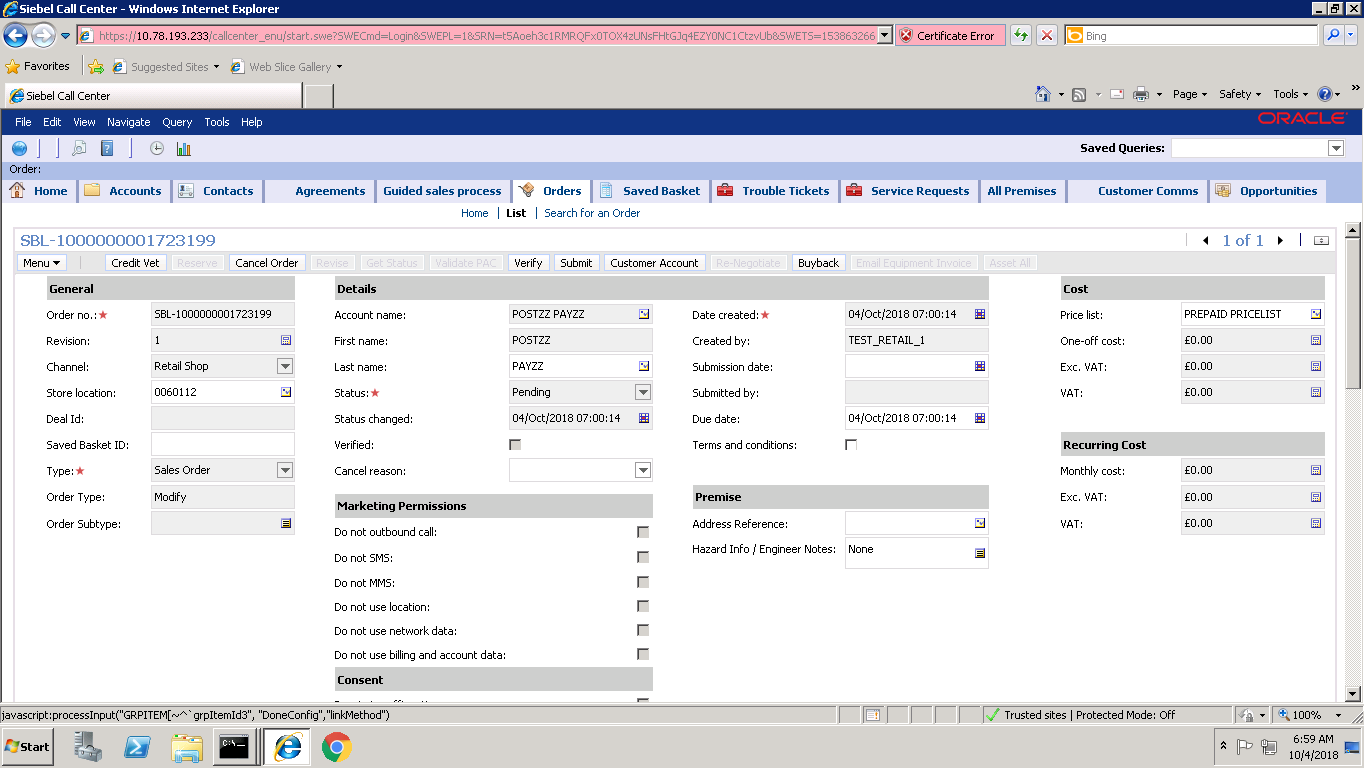 Siebel Call Center - Windows Internet Explorer
https://10.78.193.233/callcenter_enu/start.swe?SWECmd=Login&SWEPL=1&SRN=t5Aoeh3c1RMRQFx0TOX4zUNsFHtGJq4EZY0NC1CtzvUb&SWETS=153863266 Certificate Error Bing
Favorites Suggested Sites Web Slice Gallery
Siebel Call Center Page Safety Tools
File Edit View Navigate Query Tools Help ORACLE
Saved Queries:
Order:
Home Accounts Contacts Agreements Guided sales process Orders Saved Basket Trouble Tickets Service Requests All Premises Customer Comms Opportunities
Home List Search for an Order
SBL-1000000001723199 1 of 1
Menu Credit Vet Reserve Cancel Order Revise Get Status Validate PAC Verify Submit Customer Account Re-Negotiate Buyback Email Equipment Invoice Asset All
General Details Cost
Order no.:★ SBL-1000000001723199 Account name: POSTZZ PAYZZ Date created:★ 04/Oct/2018 07:00:14 Price list: PREPAID PRICELIST
Revision: 1 First name: POSTZZ Created by: TEST_RETAIL_1 One-off cost: £0.00
Channel: Retail Shop Last name: PAYZZ Submission date: Exc. VAT: £0.00
Store location: 0060112 Status:★ Pending Submitted by: VAT: £0.00
Deal Id: Status changed: 04/Oct/2018 07:00:14 Due date: 04/Oct/2018 07:00:14
Saved Basket ID: Verified: Terms and conditions: Recurring Cost
Type:★ Sales Order Cancel reason: Monthly cost: £0.00
Order Type: Modify Marketing Permissions Premise Exc. VAT: £0.00
Order Subtype: Do not outbound call: Address Reference: VAT: £0.00
Do not SMS: Hazard Info / Engineer Notes: None
Do not MMS:
Do not use location:
Do not use network data:
Do not use billing and account data:
Consent
javascript:processInput("GRPITEM[~^`grpItemId3", "DoneConfig","linkMethod") Trusted sites | Protected Mode: Off 100%
Start 6:59 AM
10/4/2018